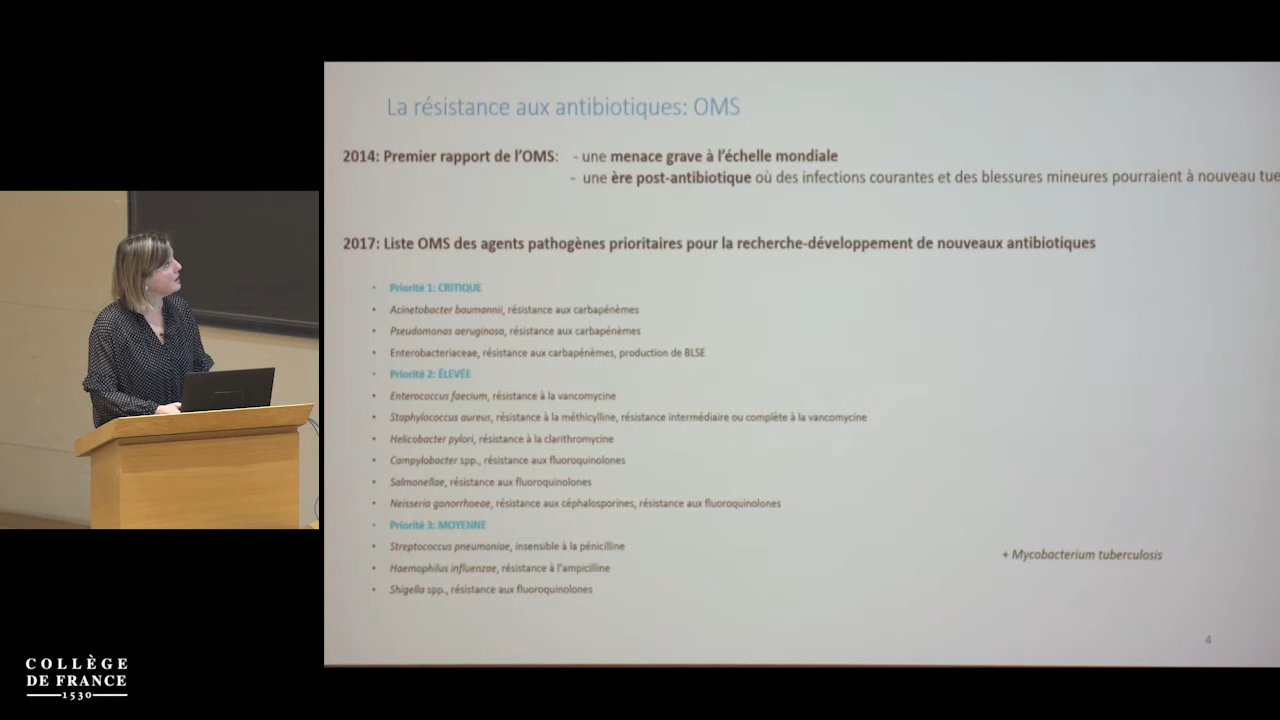 La résistance aux antibiotiques: OMS
2014: Premier rapport de l'OMS: - une menace grave à l'échelle mondiale
- une ère post-antibiotique où des infections courantes et des blessures mineures pourraient à nouveau tue
2017: Liste OMS des agents pathogènes prioritaires pour la recherche-développement de nouveaux antibiotiques
• Priorité 1: CRITIQUE
• Acinetobacter baumannii, résistance aux carbapénèmes
• Pseudomonas aeruginosa, résistance aux carbapénèmes
• Enterobacteriaceae, résistance aux carbapénèmes, production de BLSE
• Priorité 2: ÉLEVÉE
• Enterococcus faecium, résistance à la vancomycine
• Staphylococcus aureus, résistance à la méthicylline, résistance intermédiaire ou complète à la vancomycine
• Helicobacter pylori, résistance à la clarithromycine
• Campylobacter spp., résistance aux fluoroquinolones
• Salmonellae, résistance aux fluoroquinolones
• Neisseria gonorrhoeae, résistance aux céphalosporines, résistance aux fluoroquinolones
• Priorité 3: MOYENNE
• Streptococcus pneumoniae, insensible à la pénicilline
• Haemophilus influenzae, résistance à l'ampicilline
• Shigella spp., résistance aux fluoroquinolones
+ Mycobacterium tuberculosis
4
COLLÈGE
DE FRANCE
1530